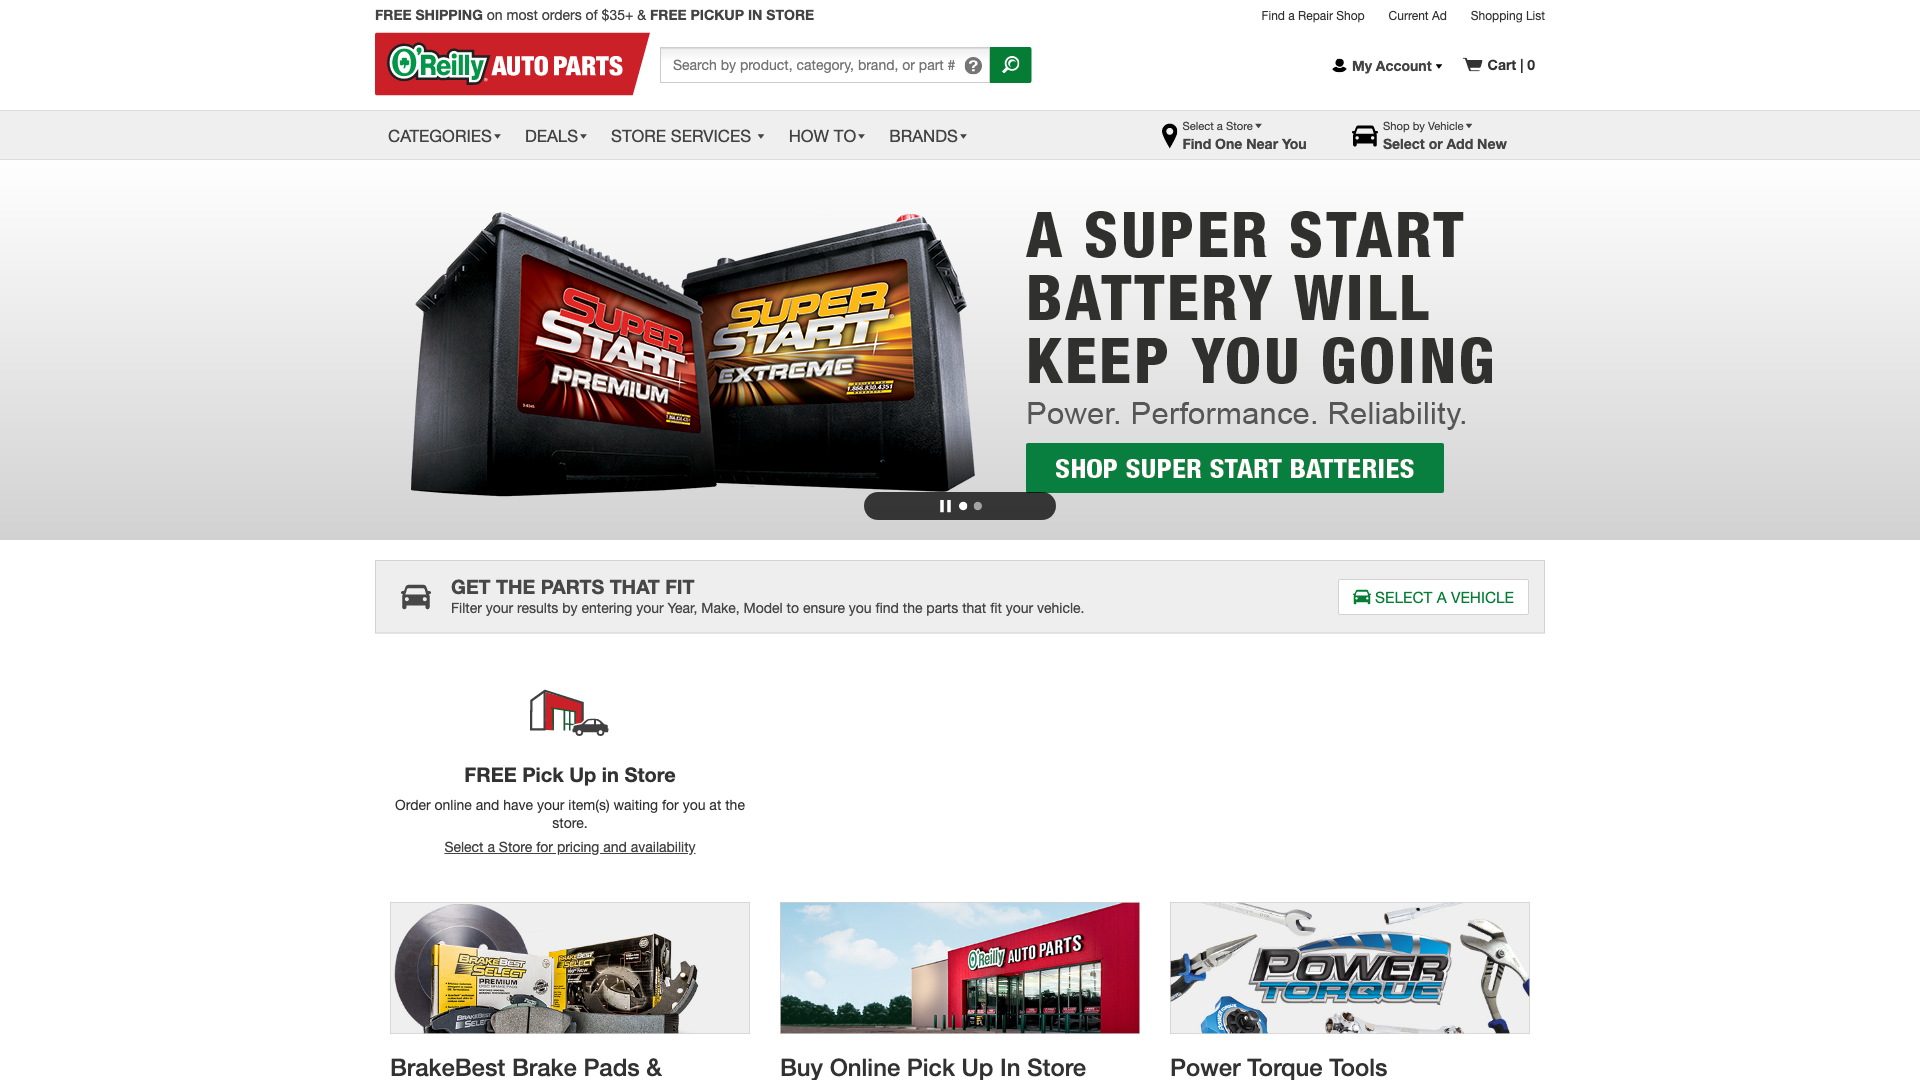 FREE SHIPPING on most orders of $35+ & FREE PICKUP IN STORE
Find a Repair Shop
Current Ad
Shopping List
O'Reilly AUTO PARTS
Search by product, category, brand, or part #
My Account
Cart | 0
CATEGORIES
DEALS
STORE SERVICES
HOW TO
BRANDS
Select a Store
Find One Near You
Shop by Vehicle
Select or Add New
SUPER
START
PREMIUM
SUPER
START
EXTREME
1.866.830.4351
A SUPER START
BATTERY WILL
KEEP YOU GOING
Power. Performance. Reliability.
SHOP SUPER START BATTERIES
GET THE PARTS THAT FIT
Filter your results by entering your Year, Make, Model to ensure you find the parts that fit your vehicle.
SELECT A VEHICLE
FREE Pick Up in Store
Order online and have your item(s) waiting for you at the
store.
Select a Store for pricing and availability
BRAKEBEST
SELECT
PREMIUM
BRAKEBEST
SELECT
O'Reilly AUTO PARTS
POWER
TORQUE
BrakeBest Brake Pads &
Buy Online Pick Up In Store
Power Torque Tools